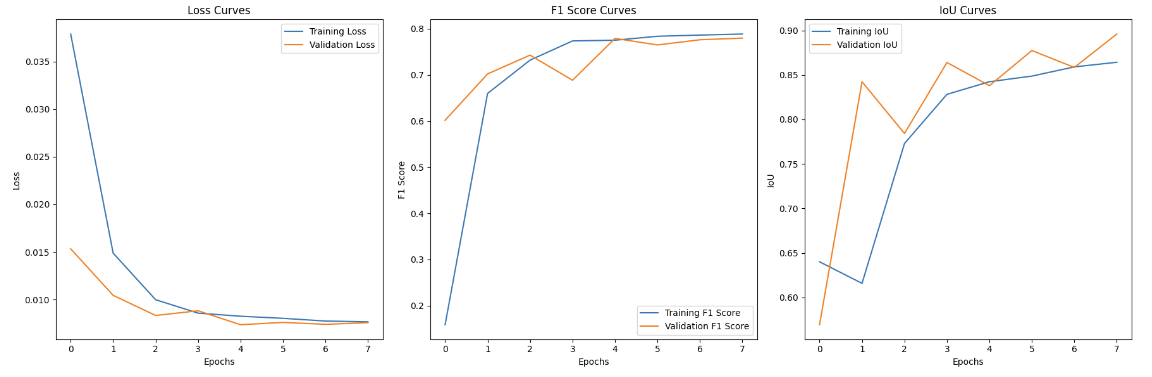 Loss Curves
Training Loss
Validation Loss
0.035
0.030
0.025
0.020
0.015
0.010
Loss
0 1 2 3 4 5 6 7
Epochs
F1 Score Curves
0.8
0.7
0.6
0.5
0.4
0.3
0.2
F1 Score
Training F1 Score
Validation F1 Score
0 1 2 3 4 5 6 7
Epochs
IoU Curves
Training IoU
Validation IoU
0.90
0.85
0.80
0.75
0.70
0.65
0.60
IoU
0 1 2 3 4 5 6 7
Epochs